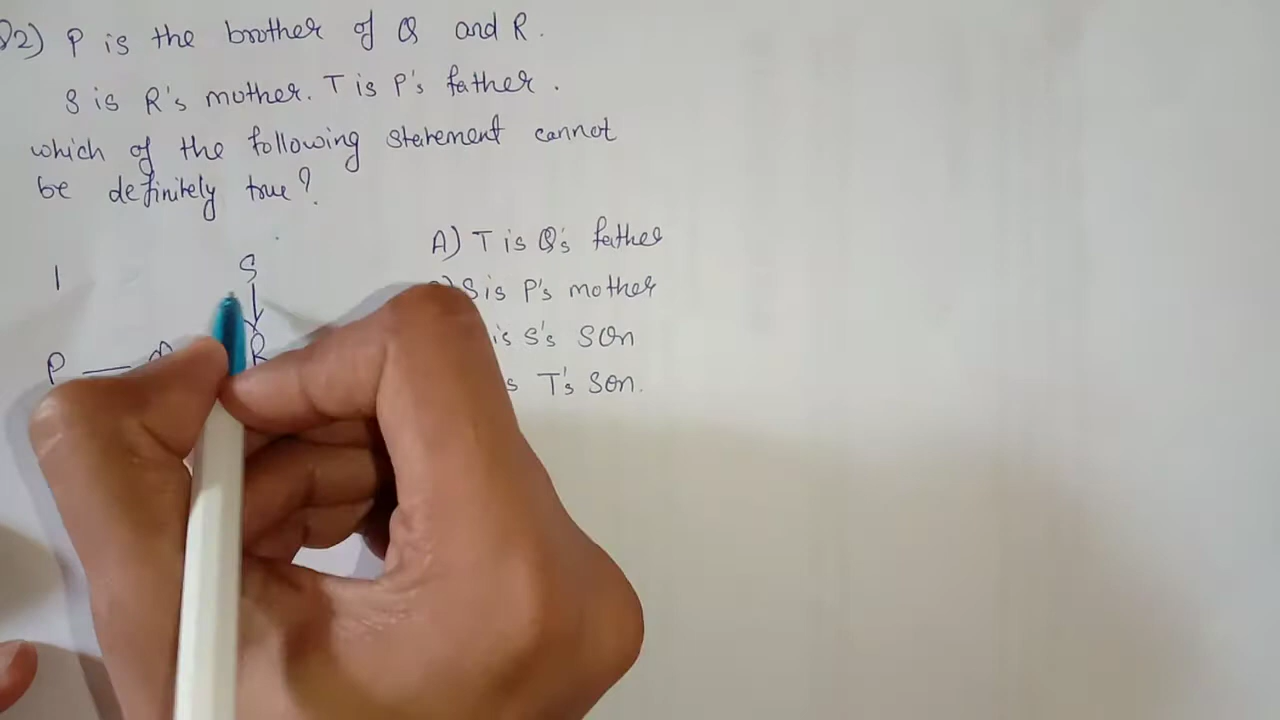 2) P is the brother of Q and R.
S is R's mother. T is P's father.
which of the following statement cannot
be definitely true?
A) T is Q's father
S is P's mother
is S's son
T's son.
S
R
P —